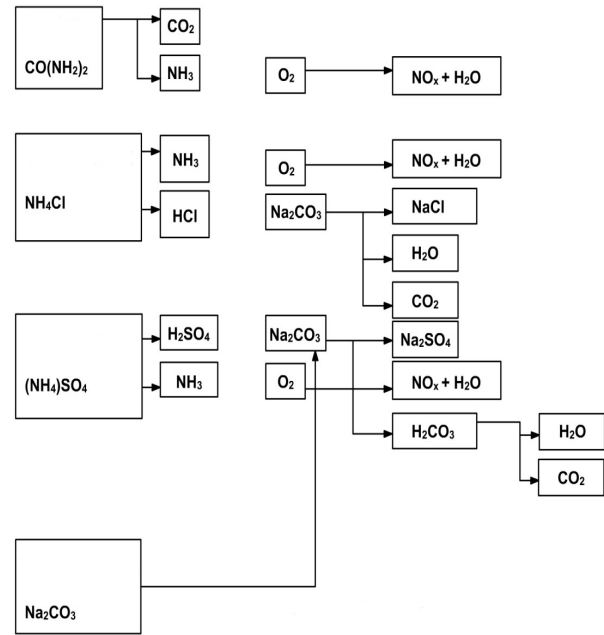 CO₂
CO(NH₂)₂
NH₃
O₂
NOₓ + H₂O
NH₄Cl
NH₃
HCl
O₂
NOₓ + H₂O
Na₂CO₃
NaCl
H₂O
CO₂
(NH₄)SO₄
H₂SO₄
NH₃
Na₂CO₃
Na₂SO₄
O₂
NOₓ + H₂O
H₂CO₃
H₂O
CO₂
Na₂CO₃